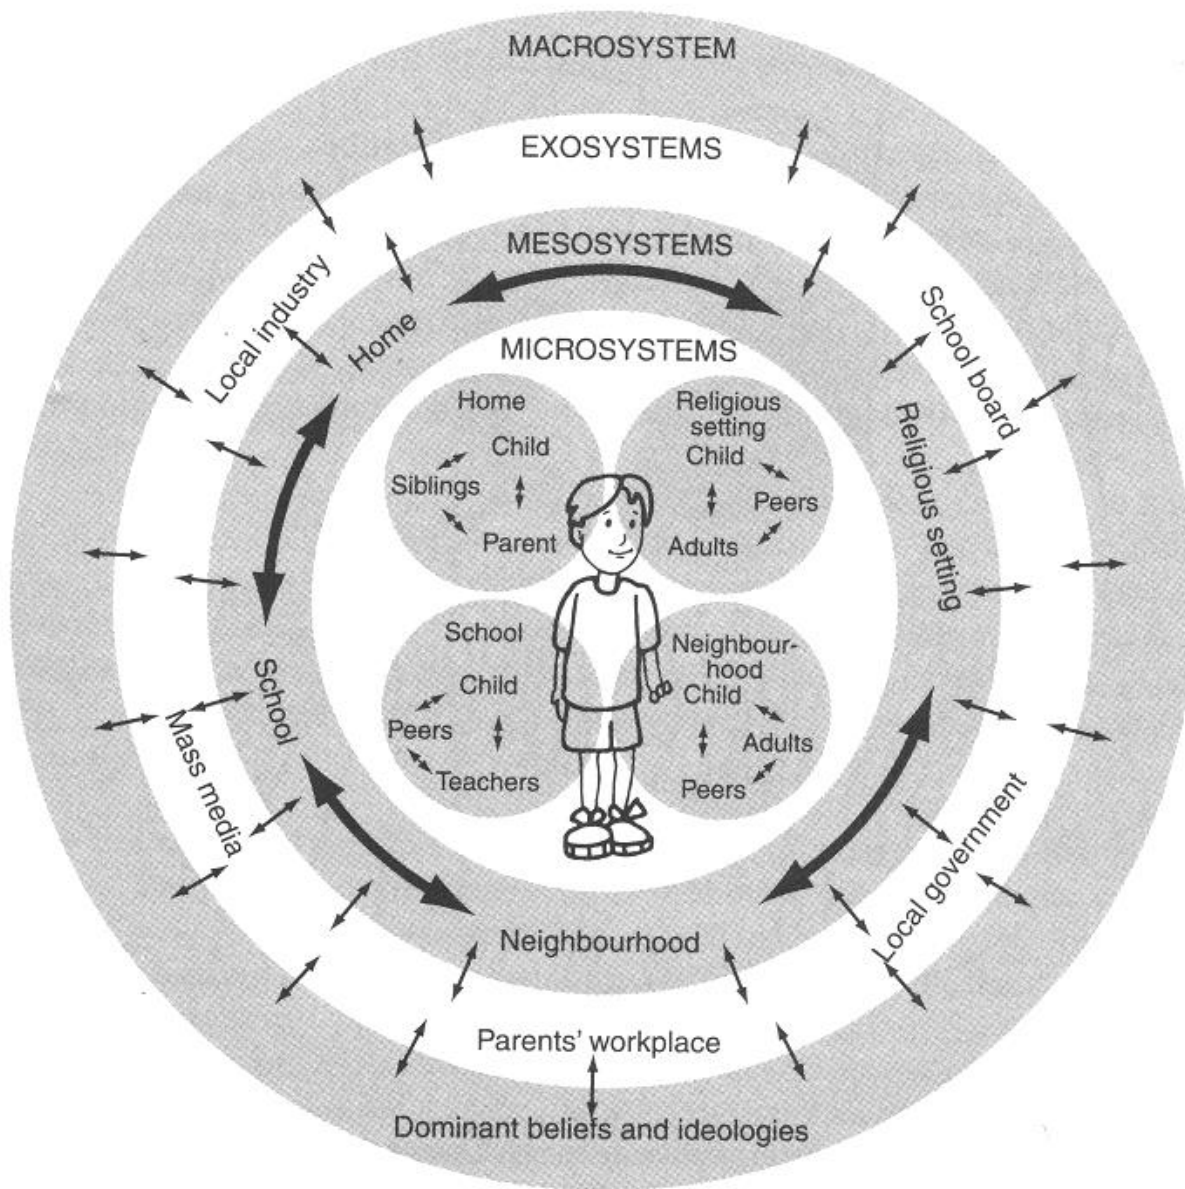 MACROSYSTEM
EXOSYSTEMS
MESOSYSTEMS
MICROSYSTEMS
Local industry
Home
School board
Religious setting
Home
Child
Siblings
Parent
Religious
setting
Child
Peers
Adults
School
Child
Peers
Teachers
Neighbour-
hood
Child
Adults
Peers
School
Mass media
Local government
Neighbourhood
Parents’ workplace
Dominant beliefs and ideologies